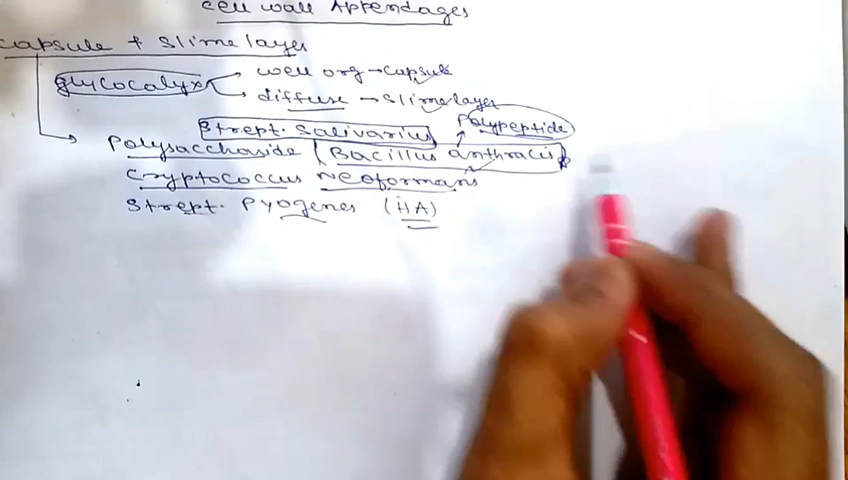 Cell wall Appendages
Capsule + Slime layer
glycocalyx → well org → Capsule
→ diffuse → Slime layer
Polypeptide
Strept. Salivarius
Polysaccharide (Bacillus anthracis)
Cryptococcus Neoformans
Strept. Pyogenes (HA)